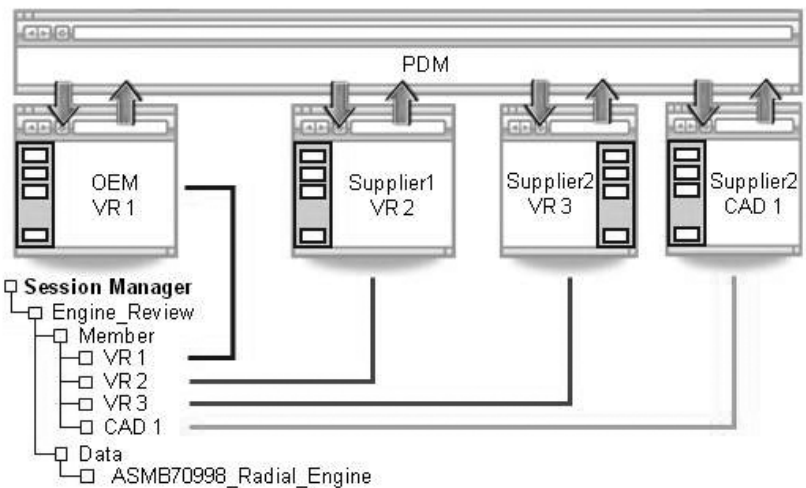 PDM
OEM
VR 1
Supplier1
VR 2
Supplier2
VR 3
Supplier2
CAD 1
Session Manager
Engine_Review
Member
VR 1
VR 2
VR 3
CAD 1
Data
ASMB70998_Radial_Engine